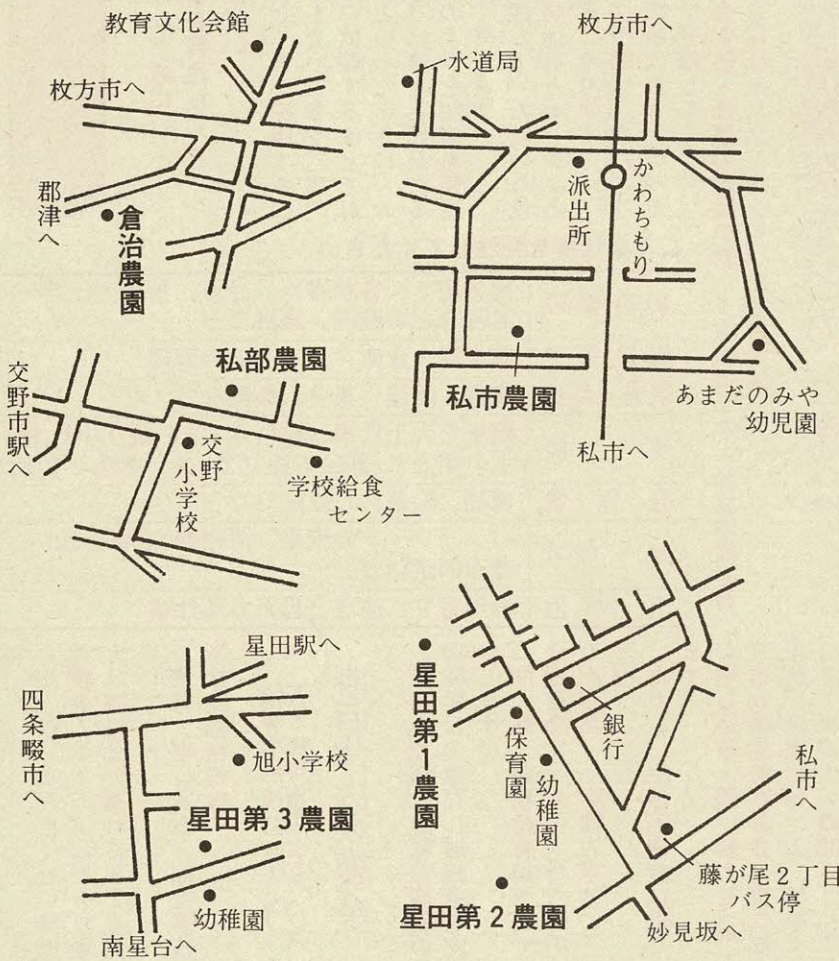 教育文化会館
枚方市へ
郡津へ
倉治農園
枚方市へ
水道局
派出所
かわちもり
私市農園
あまだのみや
幼児園
私市へ
私部農園
交野市駅へ
交野
小学校
学校給食
センター
星田駅へ
四条畷市へ
旭小学校
星田第3農園
幼稚園
南星台へ
星田第1農園
銀行
保育園
幼稚園
私市へ
星田第2農園
藤が尾2丁目
バス停
妙見坂へ